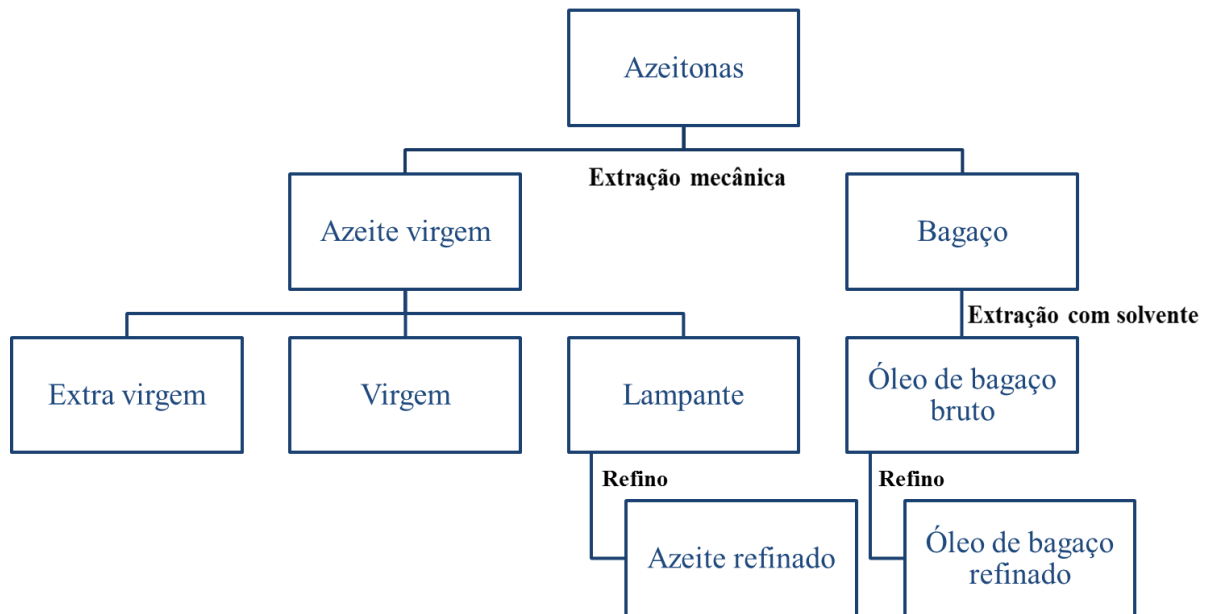 Azeitonas
Extração mecânica
Azeite virgem
Bagaço
Extração com solvente
Extra virgem
Virgem
Lampante
Óleo de bagaço
bruto
Refino
Refino
Azeite refinado
Óleo de bagaço
refinado